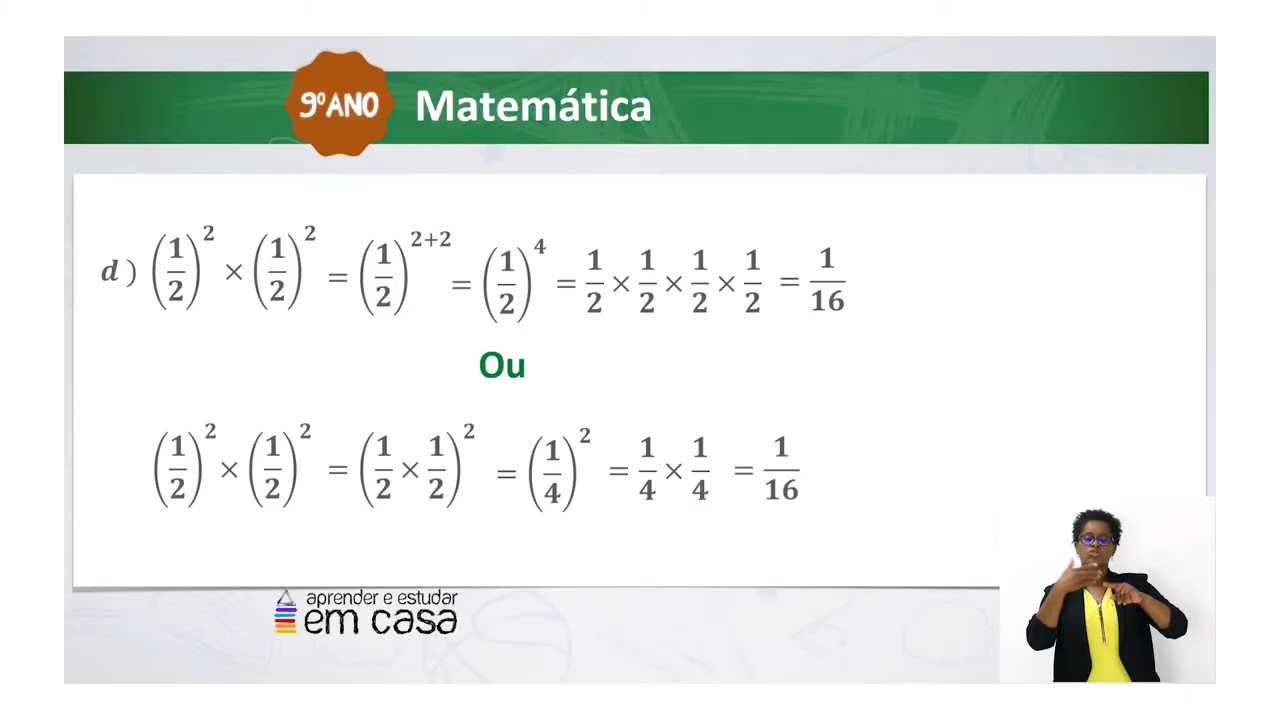 9º ANO Matemática
d ) (1/2)² × (1/2)² = (1/2)²⁺² = (1/2)⁴ = 1/2 × 1/2 × 1/2 × 1/2 = 1/16
Ou
(1/2)² × (1/2)² = (1/2 × 1/2)² = (1/4)² = 1/4 × 1/4 = 1/16
aprender e estudar
em casa